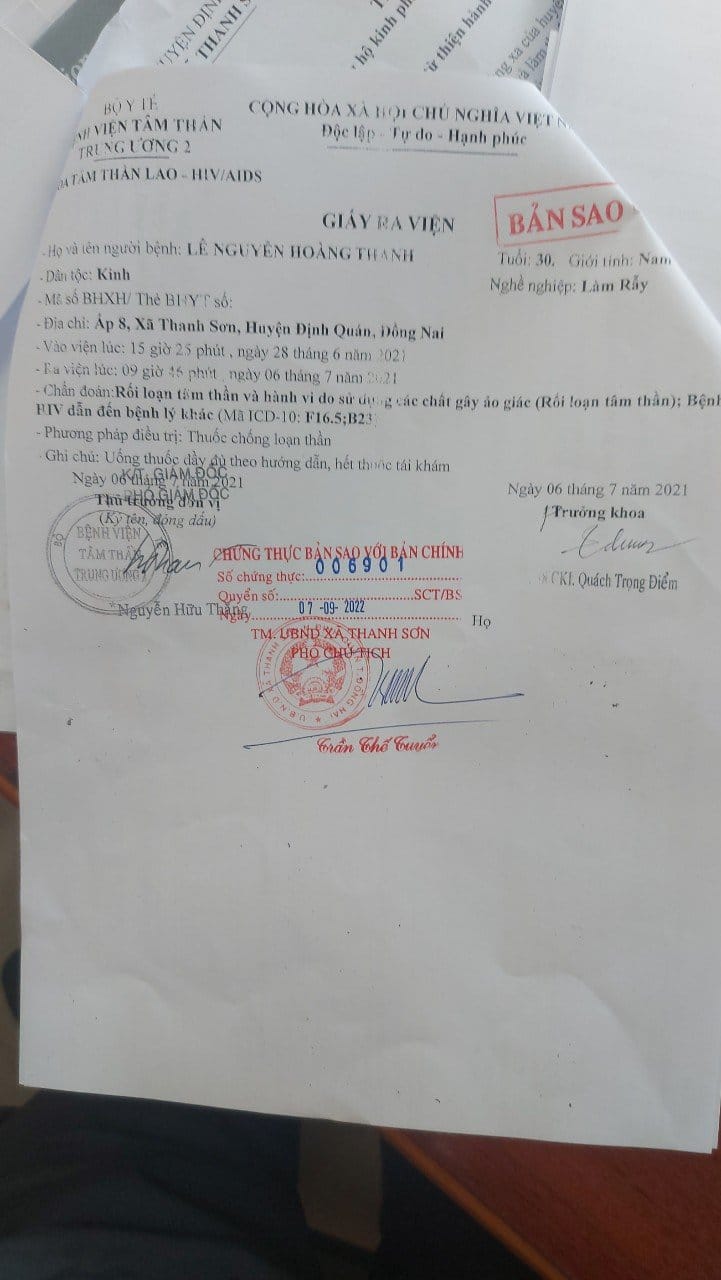 BỘ Y TẾ
VIỆN TÂM THẦN
TRUNG ƯƠNG 2
TÂM THẦN LAO - HIV/AIDS
CỘNG HÒA XÃ HỘI CHỦ NGHĨA VIỆT
Độc lập - Tự do - Hạnh phúc
GIẤY RA VIỆN
BẢN SAO
- Họ và tên người bệnh: LÊ NGUYỄN HOÀNG THANH
Tuổi: 30. Giới tính: Nam
- Dân tộc: Kinh
Nghề nghiệp: Làm Rẫy
- Mã số BHXH/ Thẻ BHYT số:
- Địa chỉ: Ấp 8, Xã Thanh Sơn, Huyện Định Quán, Đồng Nai
- Vào viện lúc: 15 giờ 25 phút , ngày 28 tháng 6 năm 2021
- Ra viện lúc: 09 giờ 46 phút , ngày 06 tháng 7 năm 2021
- Chẩn đoán:Rối loạn tâm thần và hành vi do sử dụng các chất gây ảo giác (Rối loạn tâm thần); Bệnh
HIV dẫn đến bệnh lý khác (Mã ICD-10: F16.5;B23
- Phương pháp điều trị: Thuốc chống loạn thần
Ghi chú: Uống thuốc đầy đủ theo hướng dẫn, hết thuốc tái khám
Ngày 06 tháng 7 năm 2021
KT. GIÁM ĐỐC
Thủ trưởng đơn vị
PHÓ GIÁM ĐỐC
(Ký tên, đóng dấu)
BỆNH VIỆN
TÂM THẦN
TRUNG ƯƠNG
Nguyễn Hữu Thắng
Ngày 06 tháng 7 năm 2021
Trưởng khoa
CKI. Quách Trọng Điểm
CHỨNG THỰC BẢN SAO VỚI BẢN CHÍNH
Số chứng thực: 006901
Quyển số: SCT/BS
Ngày 07 -09- 2022
Họ
TM. UBND XÃ THANH SƠN
PHÓ CHỦ TỊCH
Trần Thế Tuyển